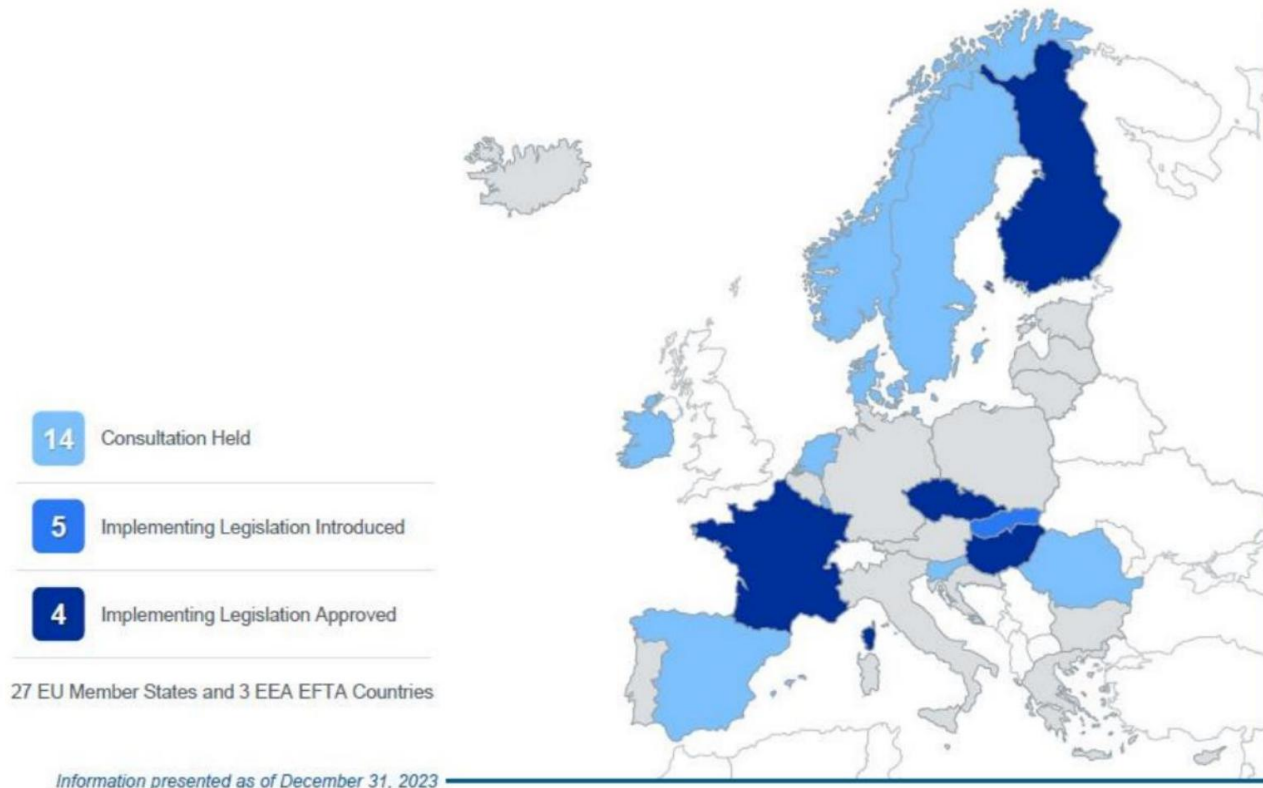 14 Consultation Held
5 Implementing Legislation Introduced
4 Implementing Legislation Approved
27 EU Member States and 3 EEA EFTA Countries
Information presented as of December 31, 2023